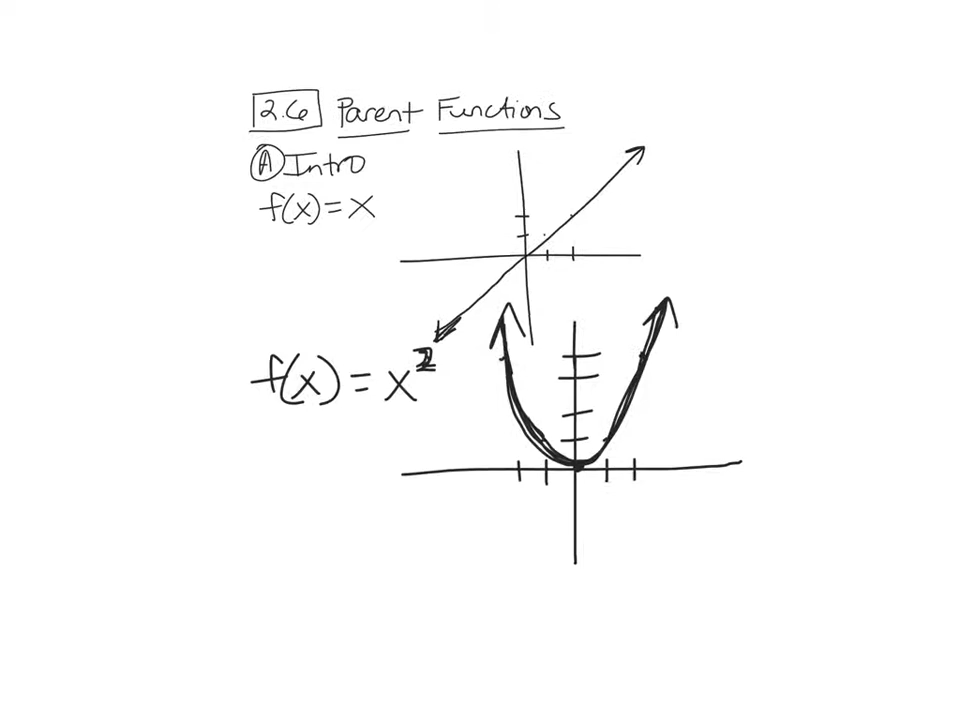 2.6 Parent Functions
A Intro
f(x) = x
f(x) = x²